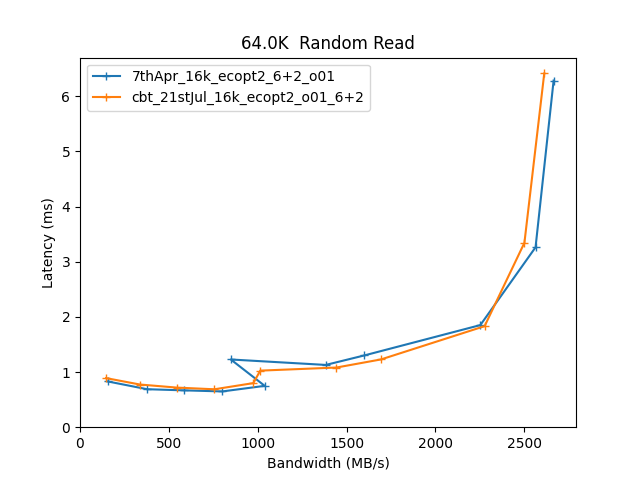 64.0K  Random Read
7thApr_16k_ecopt2_6+2_o01
cbt_21stJul_16k_ecopt2_o01_6+2
Latency (ms)
6
5
4
3
2
1
0
0 500 1000 1500 2000 2500
Bandwidth (MB/s)